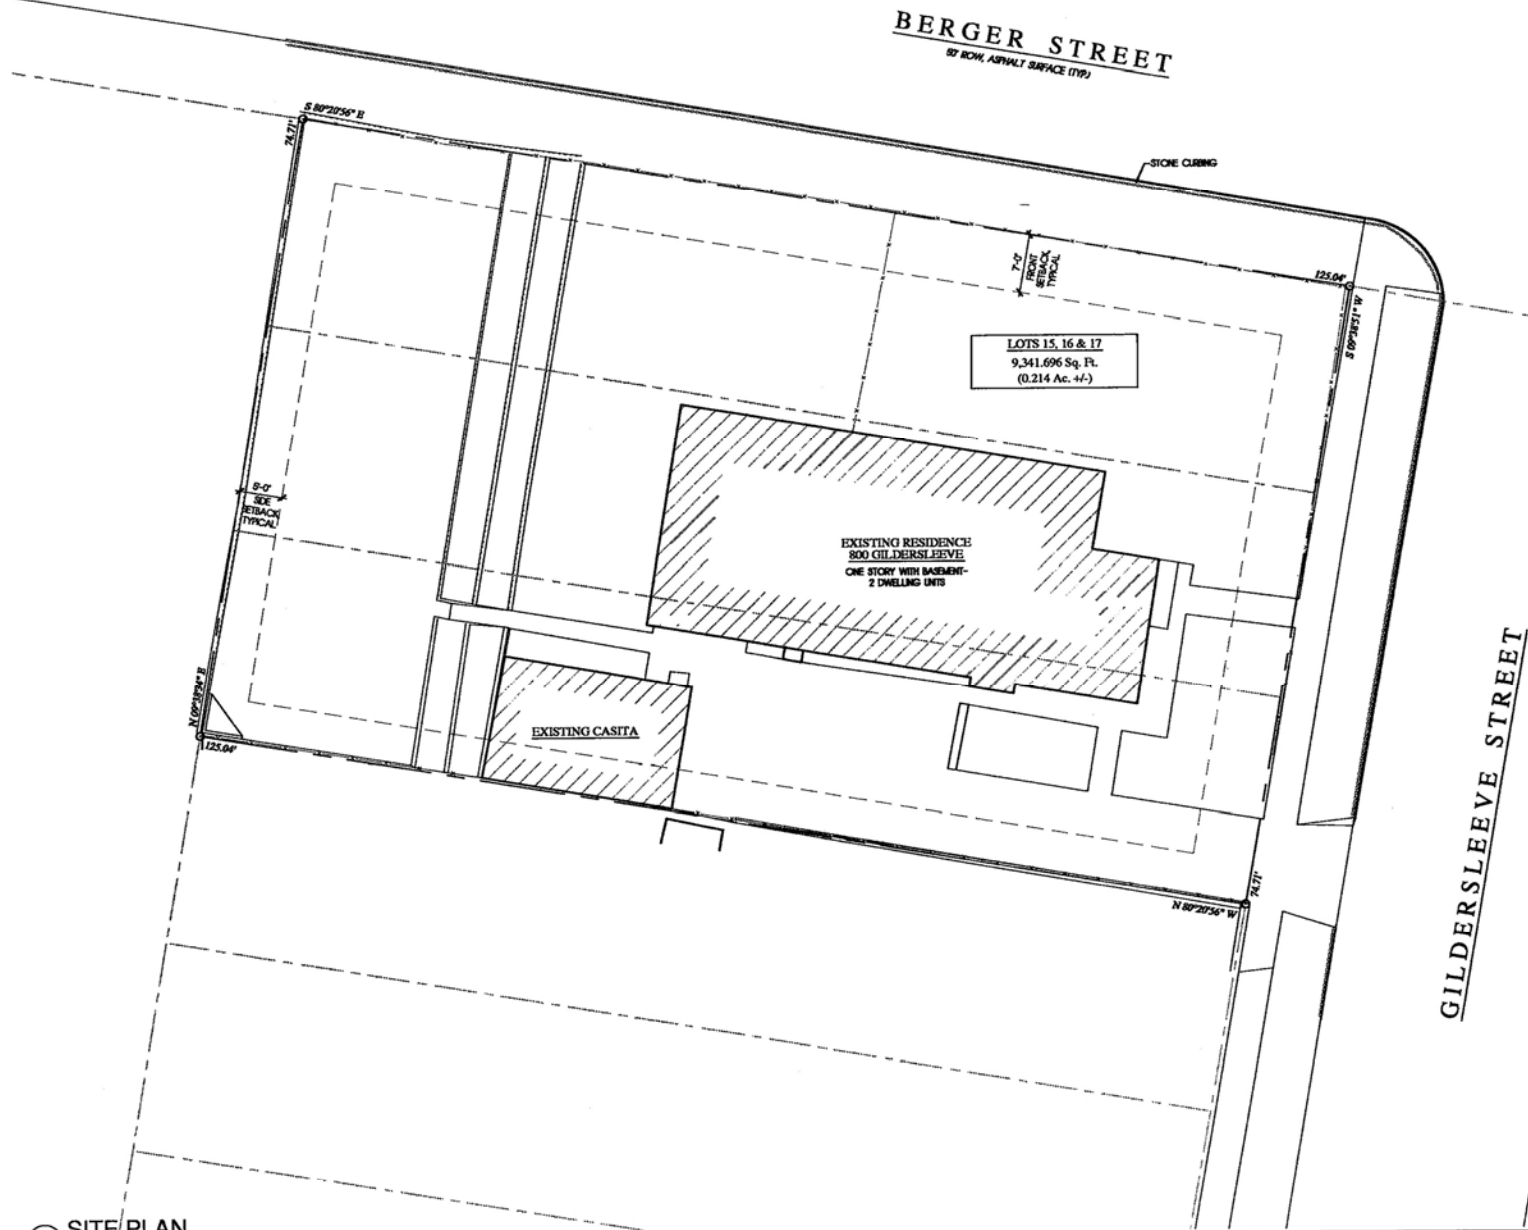 BERGER STREET
50' ROW, ASPHALT SURFACE (TYP.)
S 80°20'56" E
74.71'
STONE CURBING
7'-0"
FRONT
SETBACK,
TYPICAL
125.04'
S 09°38'51" W
LOTS 15, 16 & 17
9,341.696 Sq. Ft.
(0.214 Ac. +/-)
5'-0"
SIDE
SETBACK
TYPICAL
EXISTING RESIDENCE
800 GILDERSLEEVE
ONE STORY WITH BASEMENT-
2 DWELLING UNITS
N 09°38'34" E
125.04'
EXISTING CASITA
GILDERSLEEVE STREET
74.71'
N 80°20'56" W
SITE PLAN